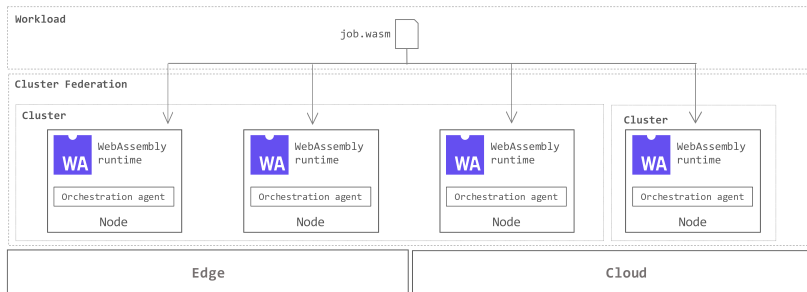 Workload
job.wasm
Cluster Federation
Cluster
Cluster
WA
WebAssembly
runtime
Orchestration agent
Node
WA
WebAssembly
runtime
Orchestration agent
Node
WA
WebAssembly
runtime
Orchestration agent
Node
WA
WebAssembly
runtime
Orchestration agent
Node
Edge
Cloud